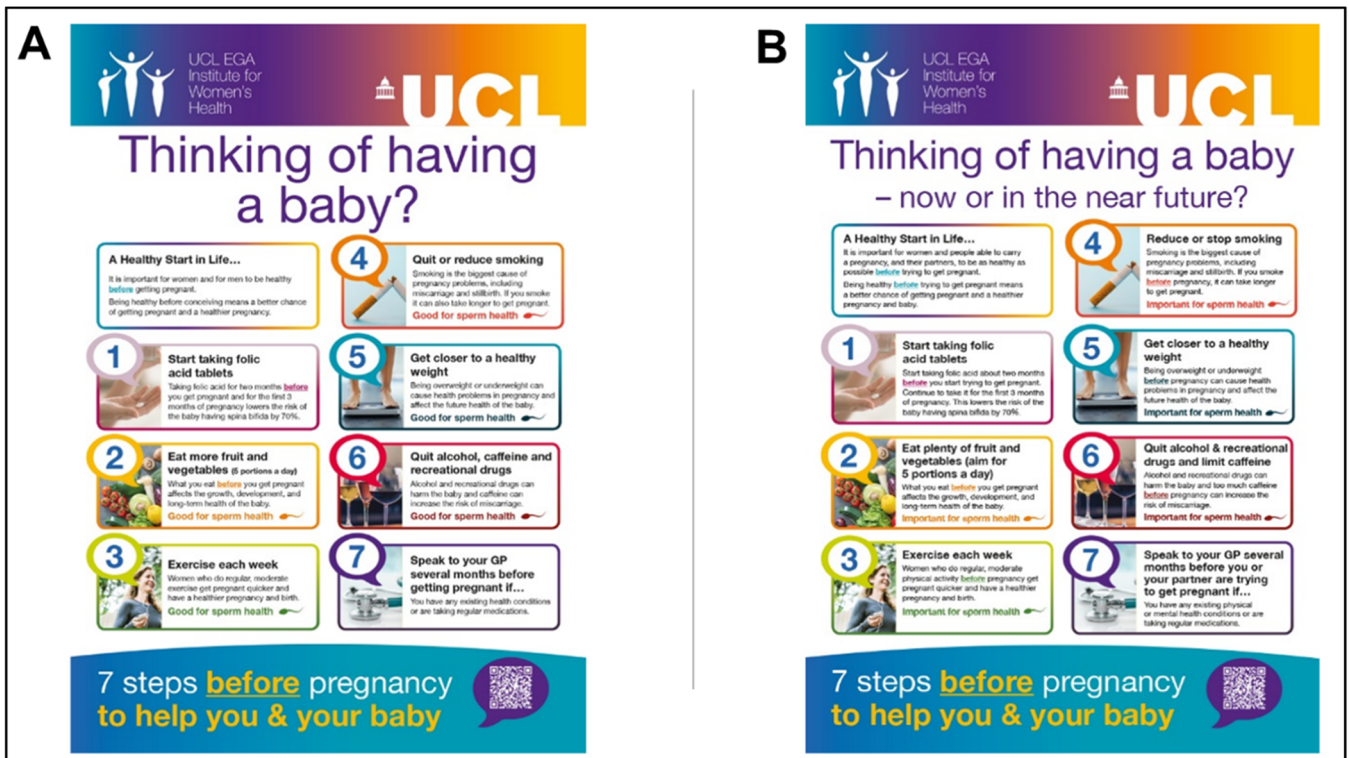 A
UCL EGA
Institute for
Women's
Health
UCL
Thinking of having
a baby?
A Healthy Start in Life...
It is important for women and for men to be healthy
before getting pregnant.
Being healthy before conceiving means a better chance
of getting pregnant and a healthier pregnancy.
1
Start taking folic
acid tablets
Taking folic acid for two months before
you get pregnant and for the first 3
months of pregnancy lowers the risk of
the baby having spina bifida by 70%.
2
Eat more fruit and
vegetables (5 portions a day)
What you eat before you get pregnant
affects the growth, development, and
long-term health of the baby.
Good for sperm health
3
Exercise each week
Women who do regular, moderate
exercise get pregnant quicker and
have a healthier pregnancy and birth.
Good for sperm health
4
Quit or reduce smoking
Smoking is the biggest cause of
pregnancy problems, including
miscarriage and stillbirth. If you smoke
it can also take longer to get pregnant.
Good for sperm health
5
Get closer to a healthy
weight
Being overweight or underweight can
cause health problems in pregnancy and
affect the future health of the baby.
Good for sperm health
6
Quit alcohol, caffeine and
recreational drugs
Alcohol and recreational drugs can
harm the baby and caffeine can
increase the risk of miscarriage.
Good for sperm health
7
Speak to your GP
several months before
getting pregnant if...
You have any existing health conditions
or are taking regular medications.
7 steps before pregnancy
to help you & your baby
B
UCL EGA
Institute for
Women's
Health
UCL
Thinking of having a baby
– now or in the near future?
A Healthy Start in Life...
It is important for women and people able to carry
a pregnancy, and their partners, to be as healthy as
possible before trying to get pregnant.
Being healthy before trying to get pregnant means
a better chance of getting pregnant and a healthier
pregnancy and baby.
1
Start taking folic
acid tablets
Start taking folic acid about two months
before you start trying to get pregnant.
Continue to take it for the first 3 months
of pregnancy. This lowers the risk of the
baby having spina bifida by 70%.
2
Eat plenty of fruit and
vegetables (aim for
5 portions a day)
What you eat before you get pregnant
affects the growth, development, and
long-term health of the baby.
Important for sperm health
3
Exercise each week
Women who do regular, moderate
physical activity before pregnancy get
pregnant quicker and have a healthier
pregnancy and birth.
Important for sperm health
4
Reduce or stop smoking
Smoking is the biggest cause of
pregnancy problems, including
miscarriage and stillbirth. If you smoke
before pregnancy, it can take longer
to get pregnant.
Important for sperm health
5
Get closer to a healthy
weight
Being overweight or underweight
before pregnancy can cause health
problems in pregnancy and affect the
future health of the baby.
Important for sperm health
6
Quit alcohol & recreational
drugs and limit caffeine
Alcohol and recreational drugs can
harm the baby and too much caffeine
before pregnancy can increase the
risk of miscarriage.
Important for sperm health
7
Speak to your GP several
months before you or
your partner are trying
to get pregnant if...
You have any existing physical
or mental health conditions or are
taking regular medications.
7 steps before pregnancy
to help you & your baby